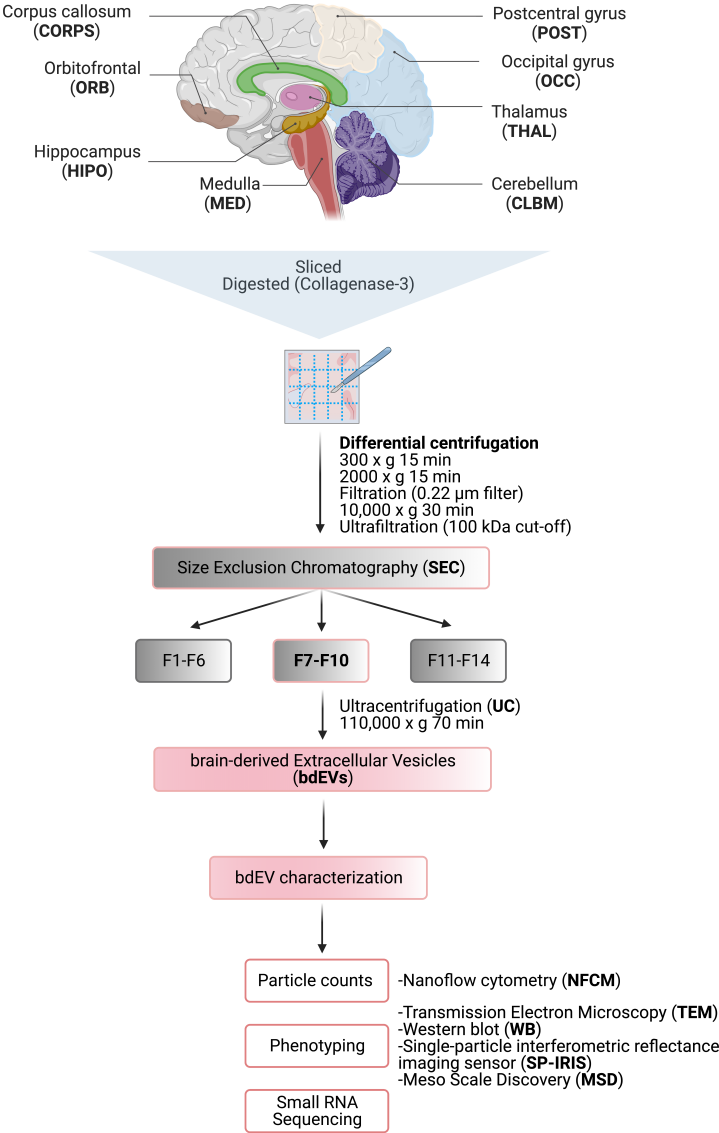 Corpus callosum
(CORPS)
Postcentral gyrus
(POST)
Orbitofrontal
(ORB)
Occipital gyrus
(OCC)
Thalamus
(THAL)
Hippocampus
(HIPO)
Medulla
(MED)
Cerebellum
(CLBM)
Sliced
Digested (Collagenase-3)
Differential centrifugation
300 x g 15 min
2000 x g 15 min
Filtration (0.22 μm filter)
10,000 x g 30 min
Ultrafiltration (100 kDa cut-off)
Size Exclusion Chromatography (SEC)
F1-F6
F7-F10
F11-F14
Ultracentrifugation (UC)
110,000 x g 70 min
brain-derived Extracellular Vesicles
(bdEVs)
bdEV characterization
Particle counts
-Nanoflow cytometry (NFCM)
Phenotyping
-Transmission Electron Microscopy (TEM)
-Western blot (WB)
-Single-particle interferometric reflectance
imaging sensor (SP-IRIS)
-Meso Scale Discovery (MSD)
Small RNA
Sequencing